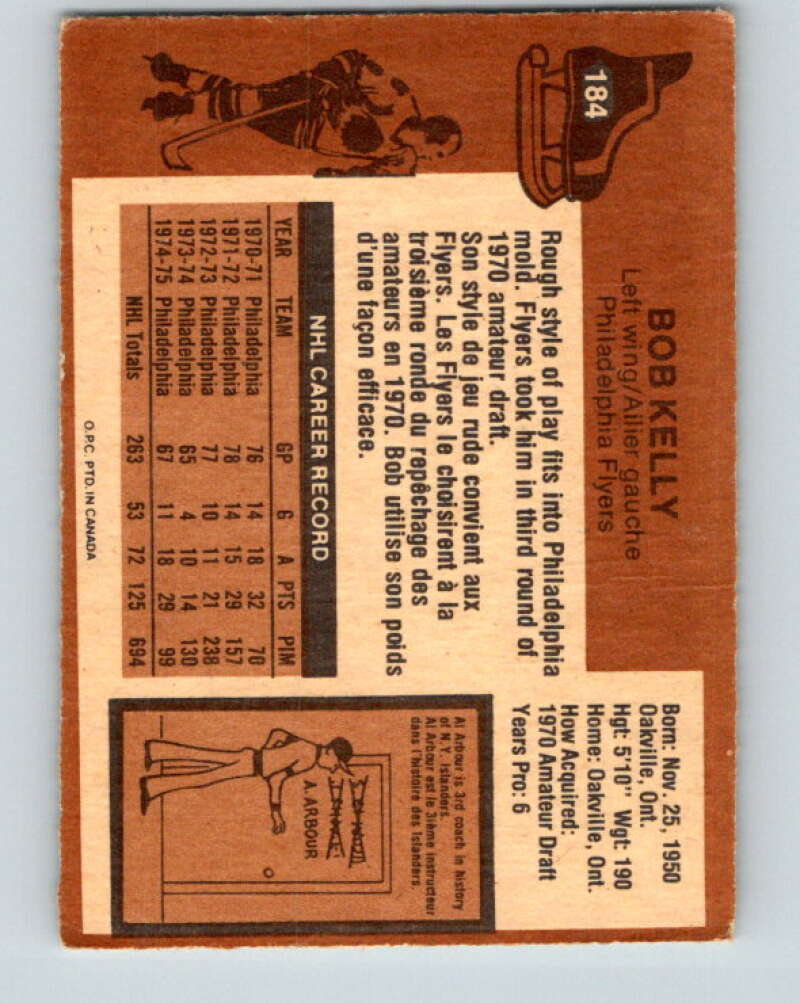 184
BOB KELLY
Left wing/Ailier gauche
Philadelphia Flyers
Born: Nov. 25, 1950
Oakville, Ont.
Hgt: 5'10" Wgt: 190
Home: Oakville, Ont.
How Acquired:
1970 Amateur Draft
Years Pro: 6
Rough style of play fits into Philadelphia
mold. Flyers took him in third round of
1970 amateur draft.
Son style de jeu rude convient aux
Flyers. Les Flyers le choisirent à la
troisième ronde du repêchage des
amateurs en 1970. Bob utilise son poids
d'une façon efficace.
NHL CAREER RECORD
YEAR TEAM GP G A PTS PIM
1970-71 Philadelphia 76 14 18 32 70
1971-72 Philadelphia 78 14 15 29 157
1972-73 Philadelphia 77 10 11 21 238
1973-74 Philadelphia 65 4 10 14 130
1974-75 Philadelphia 67 11 18 29 99
NHL Totals 263 53 72 125 694
Al Arbour is 3rd coach in history
of N.Y. Islanders.
Al Arbour est le 3ième instructeur
dans l'histoire des Islanders.
A. ARBOUR
O.P.C. PTD. IN CANADA